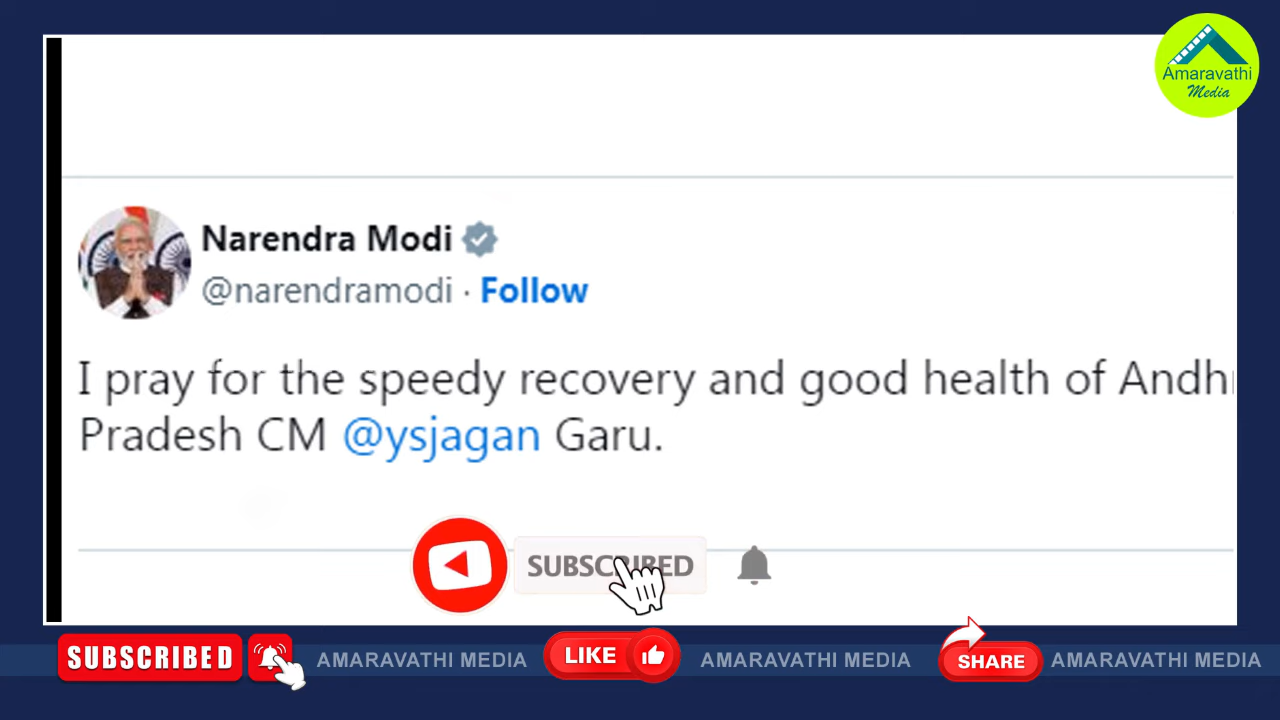 Amaravathi
Media
Narendra Modi
@narendramodi · Follow
I pray for the speedy recovery and good health of Andhr
Pradesh CM @ysjagan Garu.
SUBSCRIBED
SUBSCRIBED AMARAVATHI MEDIA LIKE AMARAVATHI MEDIA SHARE AMARAVATHI MEDIA